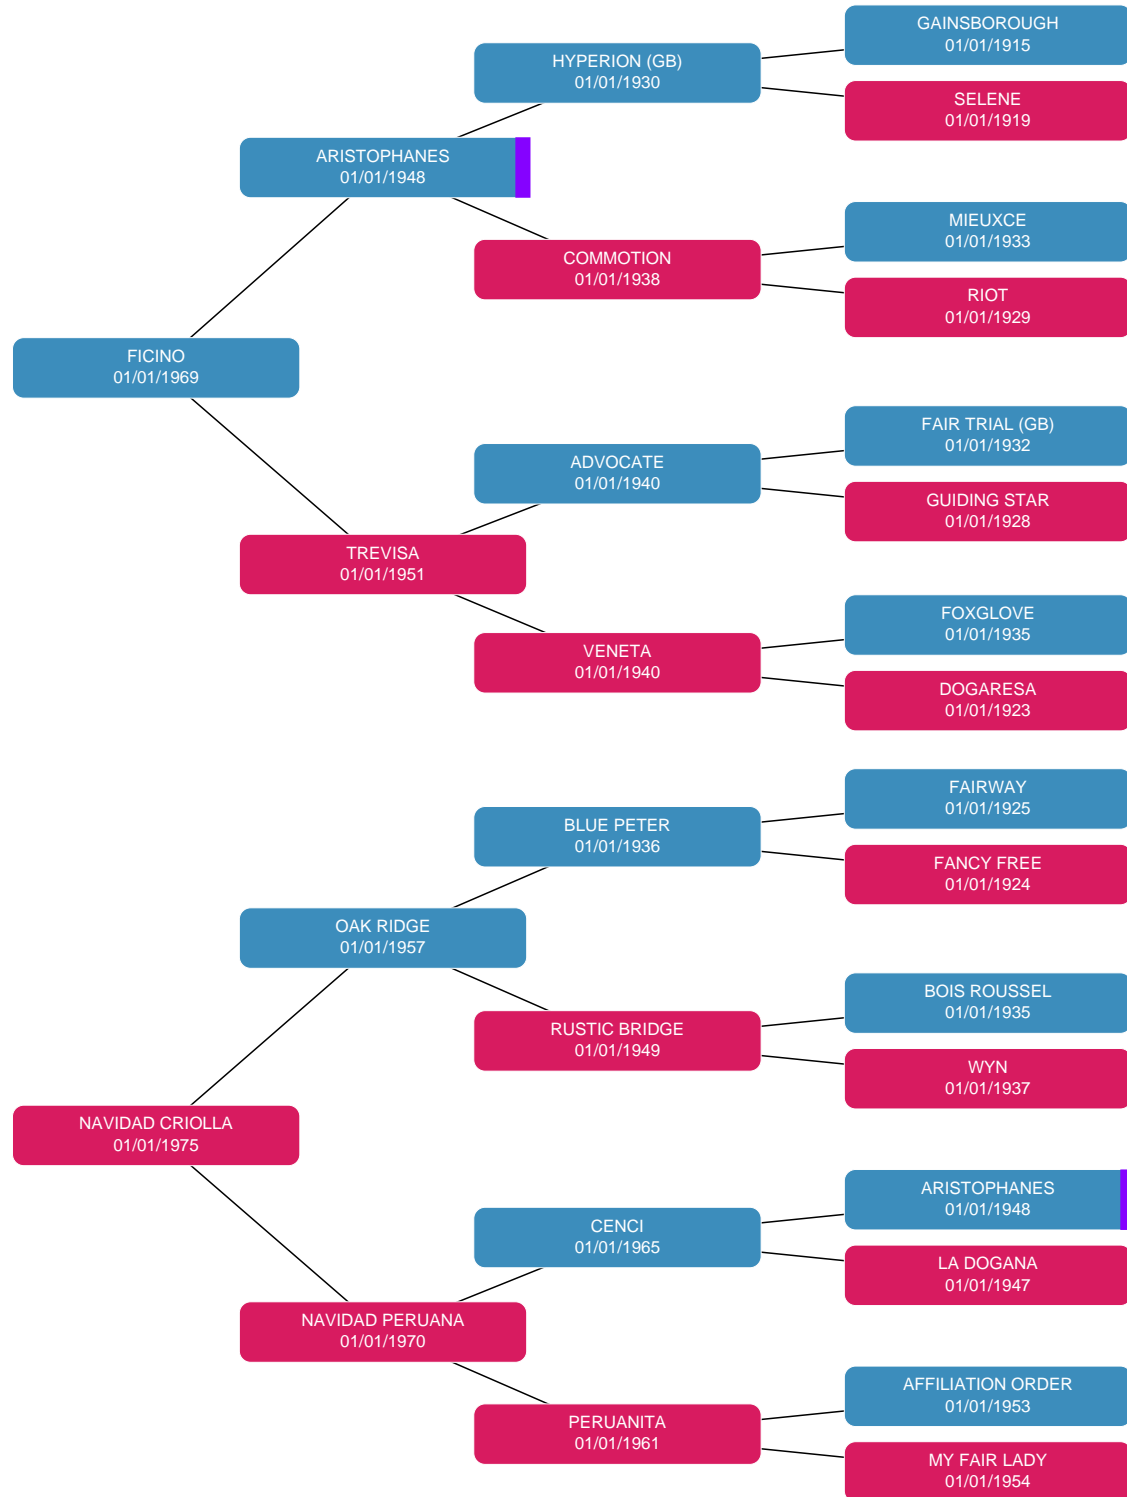 GAINSBOROUGH
01/01/1915
HYPERION (GB)
01/01/1930
SELENE
01/01/1919
ARISTOPHANES
01/01/1948
MIEUXCE
01/01/1933
COMMOTION
01/01/1938
RIOT
01/01/1929
FICINO
01/01/1969
FAIR TRIAL (GB)
01/01/1932
ADVOCATE
01/01/1940
GUIDING STAR
01/01/1928
TREVISA
01/01/1951
FOXGLOVE
01/01/1935
VENETA
01/01/1940
DOGARESA
01/01/1923
FAIRWAY
01/01/1925
BLUE PETER
01/01/1936
FANCY FREE
01/01/1924
OAK RIDGE
01/01/1957
BOIS ROUSSEL
01/01/1935
RUSTIC BRIDGE
01/01/1949
WYN
01/01/1937
NAVIDAD CRIOLLA
01/01/1975
ARISTOPHANES
01/01/1948
CENCI
01/01/1965
LA DOGANA
01/01/1947
NAVIDAD PERUANA
01/01/1970
AFFILIATION ORDER
01/01/1953
PERUANITA
01/01/1961
MY FAIR LADY
01/01/1954